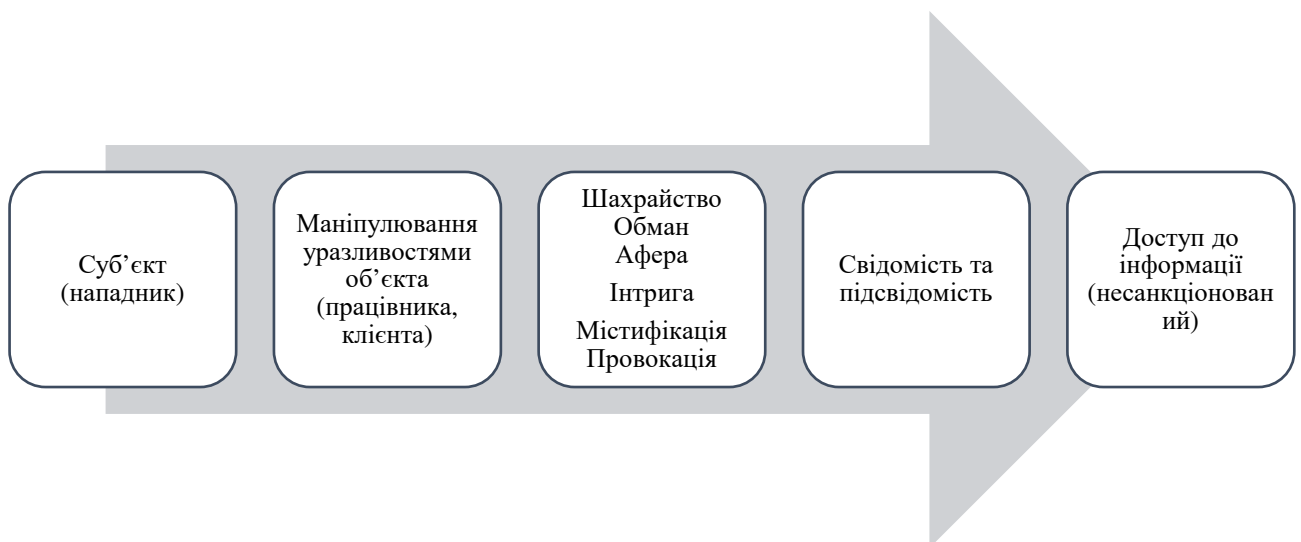 Суб’єкт
(нападник)
Маніпулювання
уразливостями
об’єкта
(працівника,
клієнта)
Шахрайство
Обман
Афера
Інтрига
Містифікація
Провокація
Свідомість та
підсвідомість
Доступ до
інформації
(несанкціонован
ий)